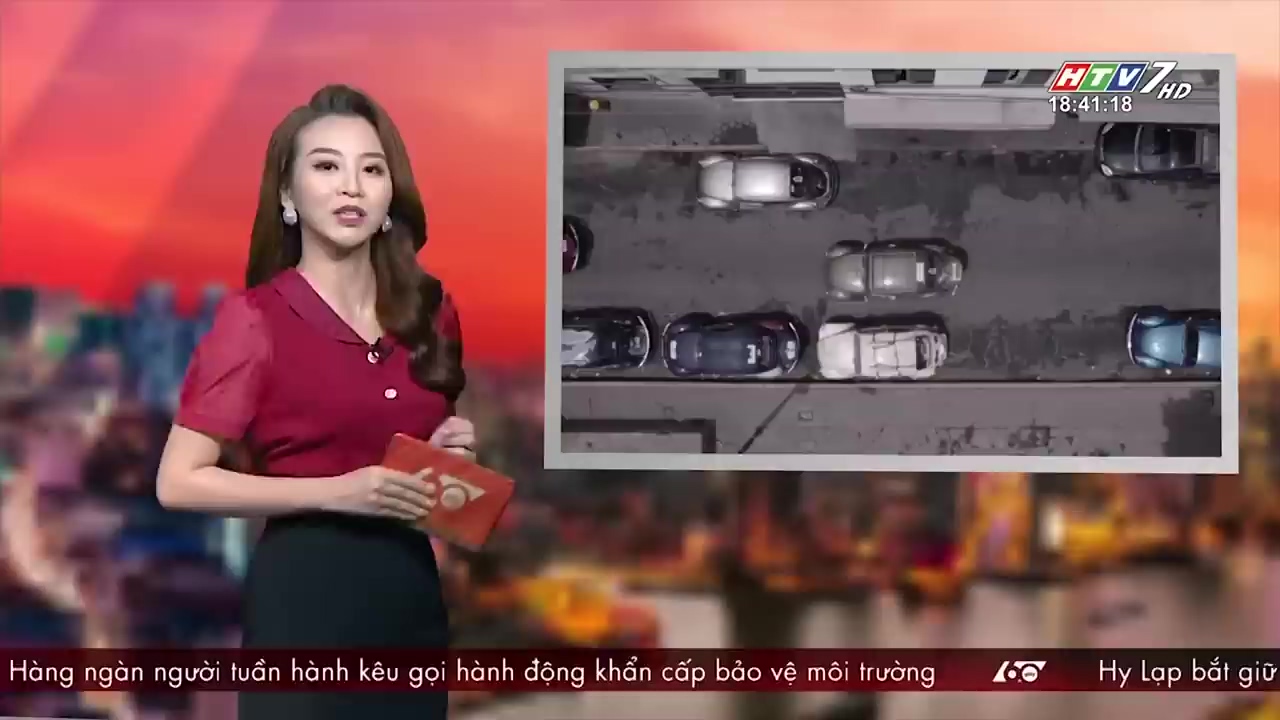 HTV7 HD
18:41:18
Hàng ngàn người tuần hành kêu gọi hành động khẩn cấp bảo vệ môi trường 60 Hy Lạp bắt giữ